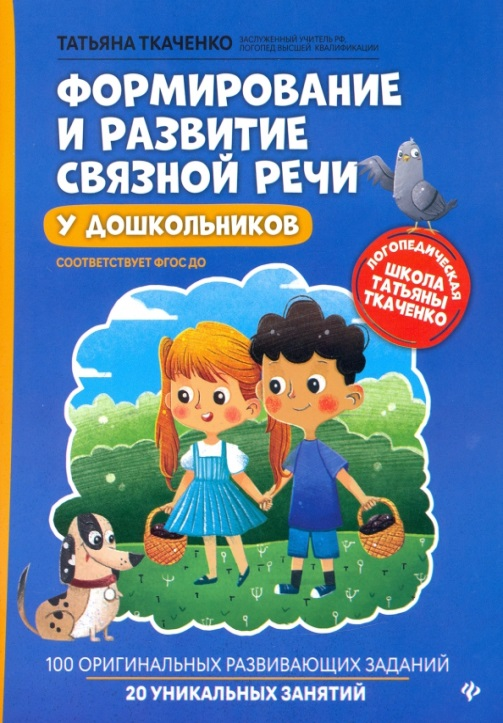 ТАТЬЯНА ТКАЧЕНКО
ЗАСЛУЖЕННЫЙ УЧИТЕЛЬ РФ,
ЛОГОПЕД ВЫСШЕЙ КВАЛИФИКАЦИИ
ФОРМИРОВАНИЕ
И РАЗВИТИЕ
СВЯЗНОЙ РЕЧИ
У ДОШКОЛЬНИКОВ
СООТВЕТСТВУЕТ ФГОС ДО
ЛОГОПЕДИЧЕСКАЯ
ШКОЛА
ТАТЬЯНЫ
ТКАЧЕНКО
100 ОРИГИНАЛЬНЫХ РАЗВИВАЮЩИХ ЗАДАНИЙ
20 УНИКАЛЬНЫХ ЗАНЯТИЙ